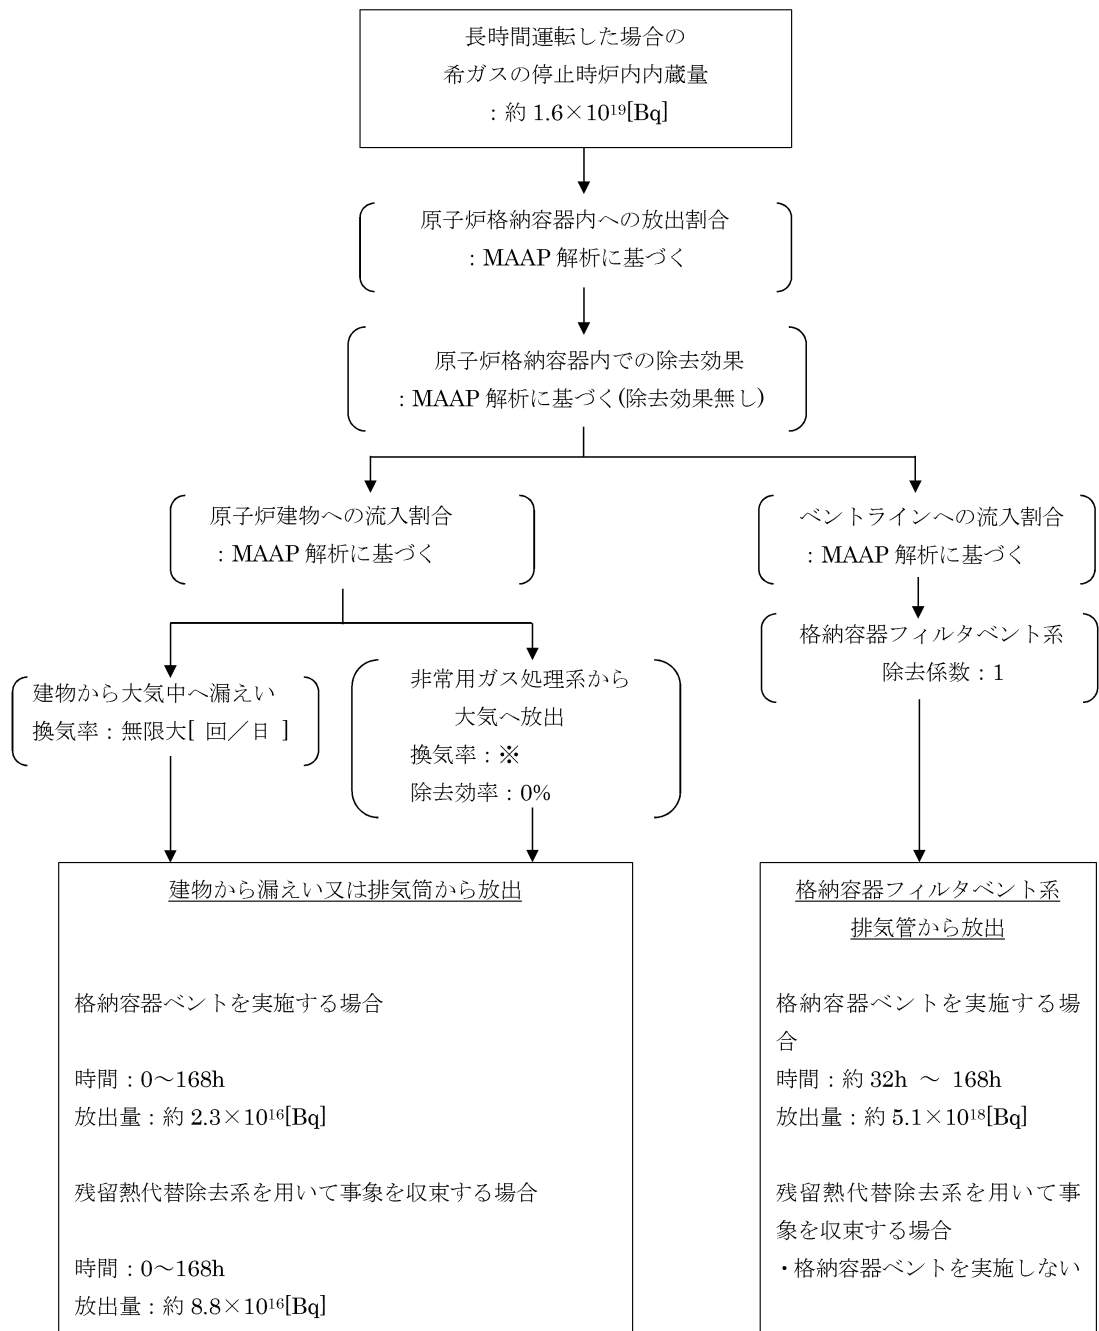 長時間運転した場合の
希ガスの停止時炉内内蔵量
：約 1.6×10¹⁹[Bq]
原子炉格納容器内への放出割合
：MAAP 解析に基づく
原子炉格納容器内での除去効果
：MAAP 解析に基づく(除去効果無し)
原子炉建物への流入割合
：MAAP 解析に基づく
ベントラインへの流入割合
：MAAP 解析に基づく
格納容器フィルタベント系
除去係数：1
建物から大気中へ漏えい
換気率：無限大[ 回／日 ]
非常用ガス処理系から
大気へ放出
換気率：※
除去効率：0%
建物から漏えい又は排気筒から放出
格納容器ベントを実施する場合
時間：0～168h
放出量：約 2.3×10¹⁶[Bq]
残留熱代替除去系を用いて事象を収束する場合
時間：0～168h
放出量：約 8.8×10¹⁶[Bq]
格納容器フィルタベント系
排気管から放出
格納容器ベントを実施する場
合
時間：約 32h ～ 168h
放出量：約 5.1×10¹⁸[Bq]
残留熱代替除去系を用いて事
象を収束する場合
・格納容器ベントを実施しない